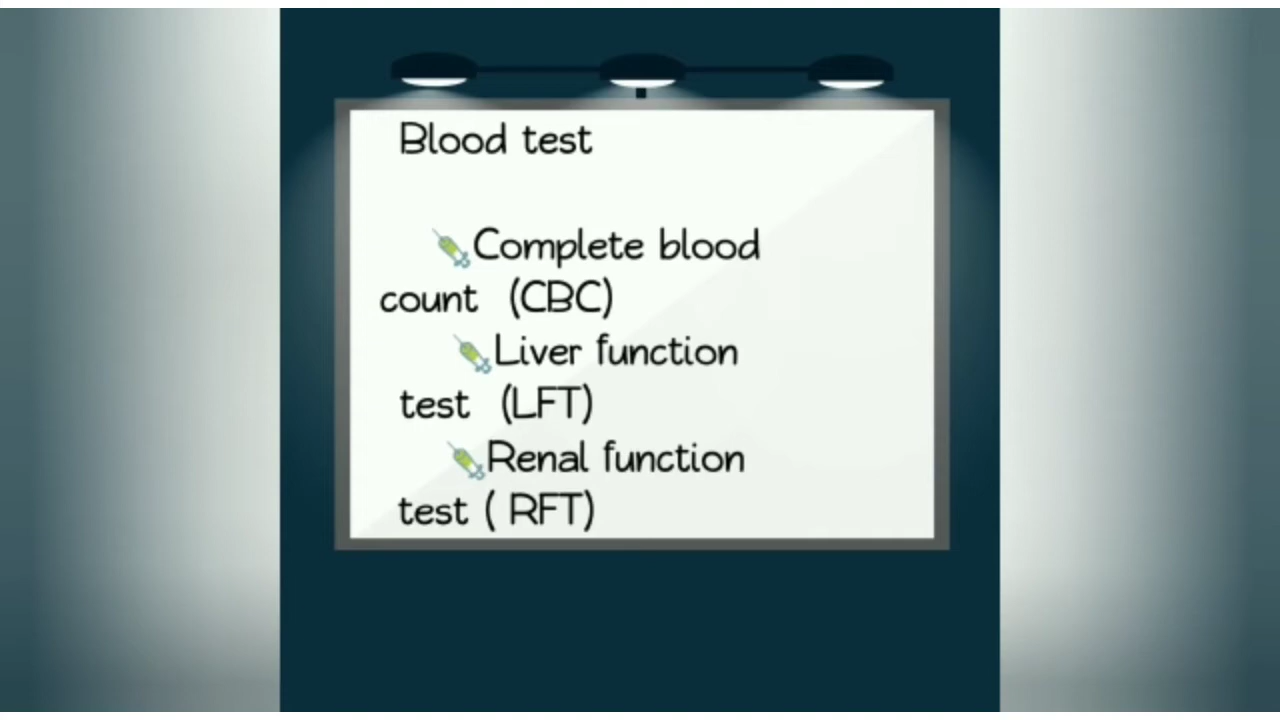 Blood test
💉Complete blood
count (CBC)
💉Liver function
test (LFT)
💉Renal function
test ( RFT)